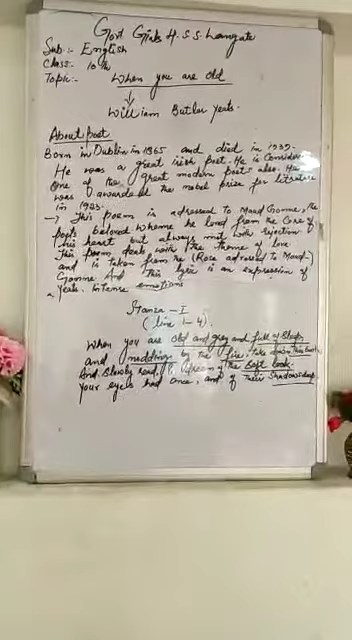 Govt Girls H.S.S. Langate
Sub:- English
Class:- 10th
Topic:- When you are old
William Butler Yeats.
About poet
Born in Dublin in 1865 and died in 1939.
He was a great irish poet. He is Consider
One of the great modern poets also. He
was awarded the nobel prize for literature
in 1923.
→ This poem is adressed to Maud Gonne, the
poets beloved whome he loved from the Core of
his heart but always met with rejection
This poem deals with the theme of love
and is taken from the (Rose adressed to Maud)
Gonne And this lyric is an expression of
Yeats. Intense emotions
Stanza - I
(line 1-4).
When you are old and grey and full of sleep,
and nodding by the fire, take down this book
And slowly read, dream of the soft look
Your eyes had once, and of their Shadows deep